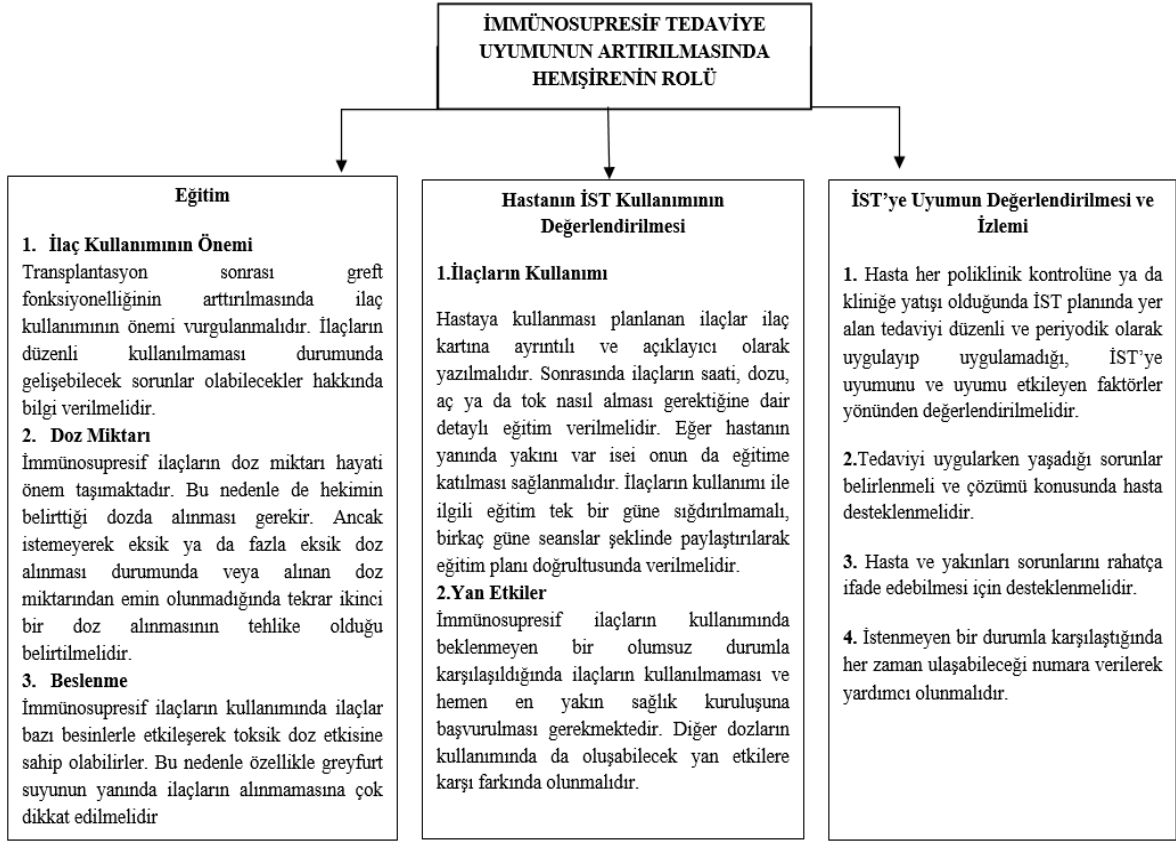 İMMÜNOSUPRESİF TEDAVİYE
UYUMUNUN ARTIRILMASINDA
HEMŞİRENİN ROLÜ
Eğitim
1. İlaç Kullanımının Önemi
Transplantasyon sonrası greft
fonksiyonelliğinin arttırılmasında ilaç
kullanımının önemi vurgulanmalıdır. İlaçların
düzenli kullanılmaması durumunda
gelişebilecek sorunlar olabilecekler hakkında
bilgi verilmelidir.
2. Doz Miktarı
İmmünosupresif ilaçların doz miktarı hayati
önem taşımaktadır. Bu nedenle de hekimin
belirttiği dozda alınması gerekir. Ancak
istemeyerek eksik ya da fazla eksik doz
alınması durumunda veya alınan doz
miktarından emin olunmadığında tekrar ikinci
bir doz alınmasının tehlike olduğu
belirtilmelidir.
3. Beslenme
İmmünosupresif ilaçların kullanımında ilaçlar
bazı besinlerle etkileşerek toksik doz etkisine
sahip olabilirler. Bu nedenle özellikle greyfurt
suyunun yanında ilaçların alınmamasına çok
dikkat edilmelidir
Hastanın İST Kullanımının
Değerlendirilmesi
1.İlaçların Kullanımı
Hastaya kullanması planlanan ilaçlar ilaç
kartına ayrıntılı ve açıklayıcı olarak
yazılmalıdır. Sonrasında ilaçların saati, dozu,
aç ya da tok nasıl alması gerektiğine dair
detaylı eğitim verilmelidir. Eğer hastanın
yanında yakını var isei onun da eğitime
katılması sağlanmalıdır. İlaçların kullanımı ile
ilgili eğitim tek bir güne sığdırılmamalı,
birkaç güne seanslar şeklinde paylaştırılarak
eğitim planı doğrultusunda verilmelidir.
2.Yan Etkiler
İmmünosupresif ilaçların kullanımında
beklenmeyen bir olumsuz durumla
karşılaşıldığında ilaçların kullanılmaması ve
hemen en yakın sağlık kuruluşuna
başvurulması gerekmektedir. Diğer dozların
kullanımında da oluşabilecek yan etkilere
karşı farkında olunmalıdır.
İST'ye Uyumun Değerlendirilmesi ve
İzlemi
1. Hasta her poliklinik kontrolüne ya da
kliniğe yatışı olduğunda İST planında yer
alan tedaviyi düzenli ve periyodik olarak
uygulayıp uygulamadığı, İST'ye
uyumunu ve uyumu etkileyen faktörler
yönünden değerlendirilmelidir.
2.Tedaviyi uygularken yaşadığı sorunlar
belirlenmeli ve çözümü konusunda hasta
desteklenmelidir.
3. Hasta ve yakınları sorunlarını rahatça
ifade edebilmesi için desteklenmelidir.
4. İstenmeyen bir durumla karşılaştığında
her zaman ulaşabileceği numara verilerek
yardımcı olunmalıdır.